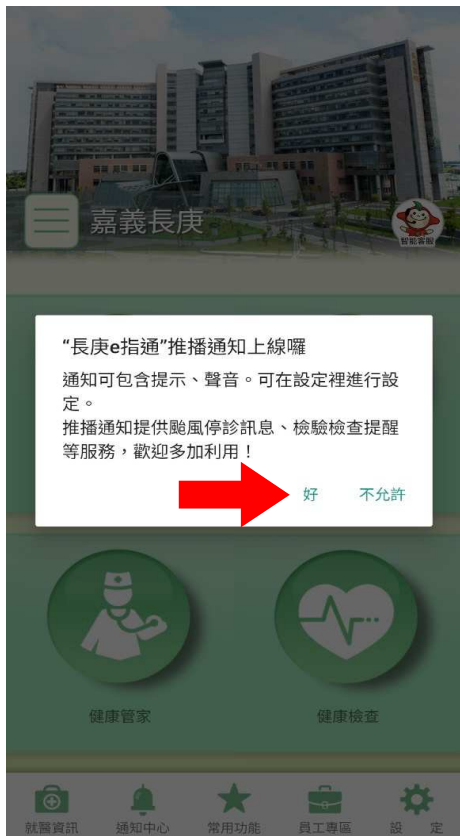 嘉義長庚
智能客服
“長庚e指通”推播通知上線囉
通知可包含提示、聲音。可在設定裡進行設
定。
推播通知提供颱風停診訊息、檢驗檢查提醒
等服務，歡迎多加利用！
好 不允許
健康管家 健康檢查
就醫資訊 通知中心 常用功能 員工專區 設 定